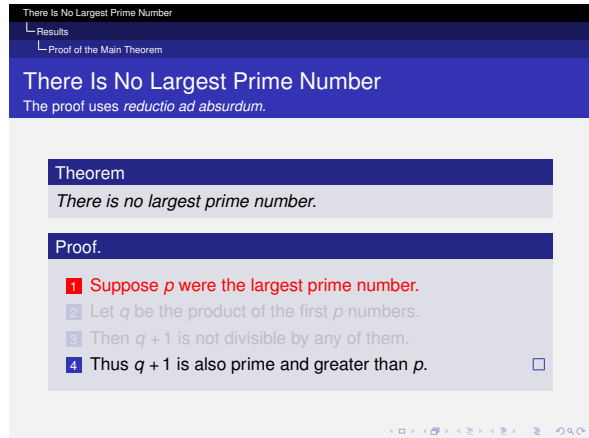 There Is No Largest Prime Number
Results
Proof of the Main Theorem
There Is No Largest Prime Number
The proof uses reductio ad absurdum.
Theorem
There is no largest prime number.
Proof.
1 Suppose p were the largest prime number.
2 Let q be the product of the first p numbers.
3 Then q + 1 is not divisible by any of them.
4 Thus q + 1 is also prime and greater than p.